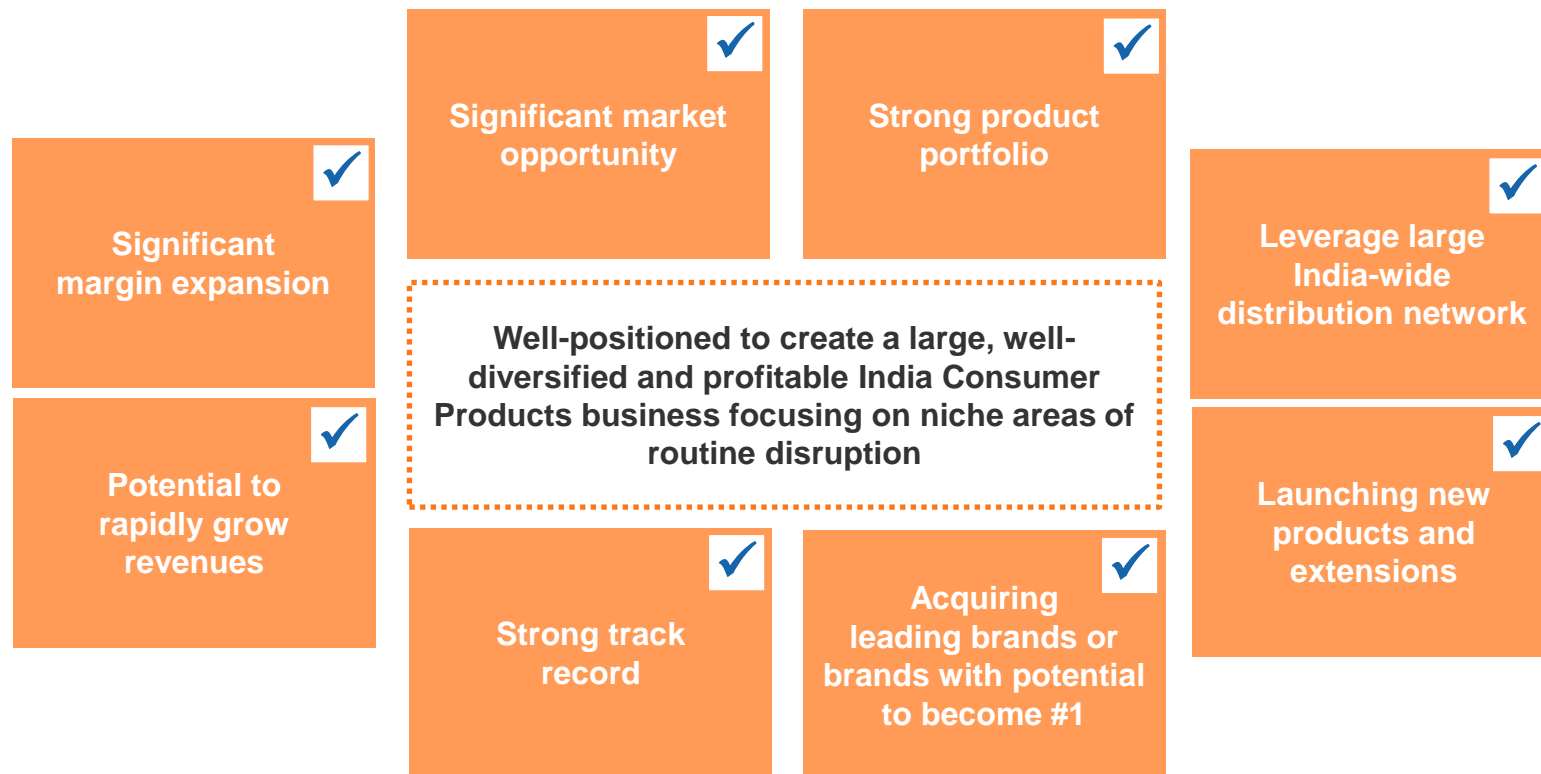 Significant market
opportunity
Strong product
portfolio
Significant
margin expansion
Leverage large
India-wide
distribution network
Well-positioned to create a large, well-
diversified and profitable India Consumer
Products business focusing on niche areas of
routine disruption
Potential to
rapidly grow
revenues
Launching new
products and
extensions
Strong track
record
Acquiring
leading brands or
brands with potential
to become #1